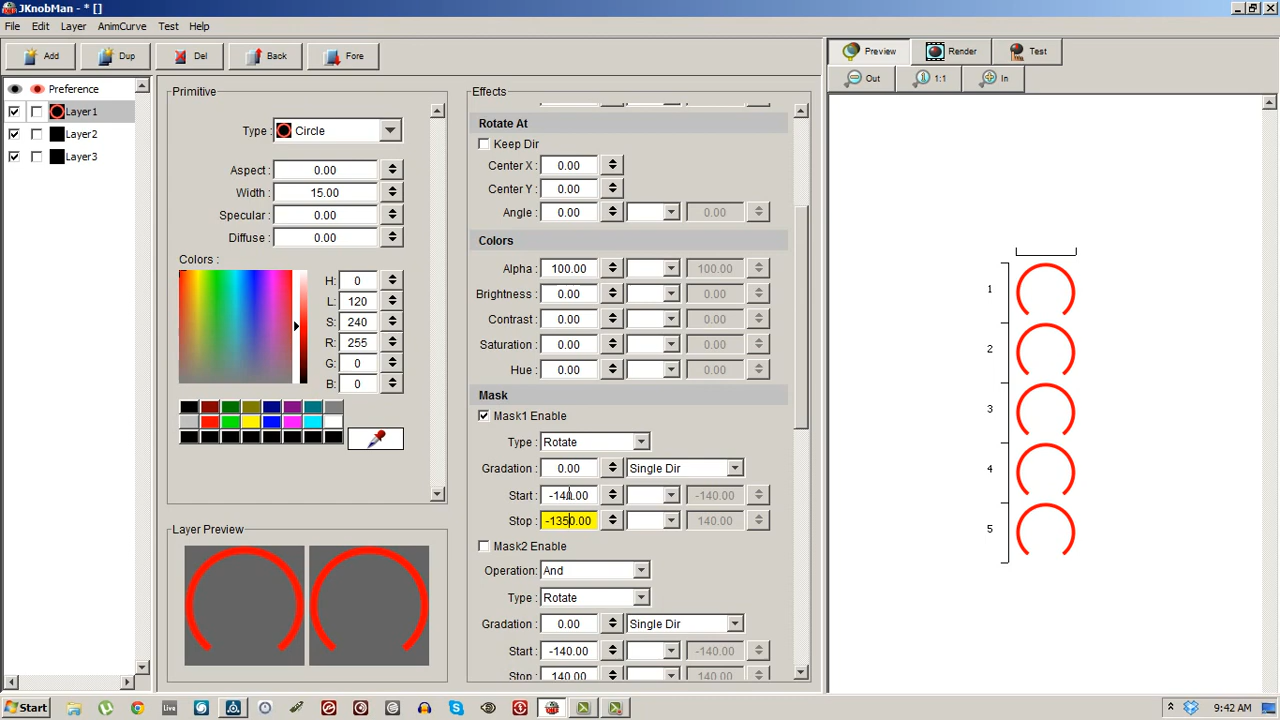 JKnobMan - * []
File Edit Layer AnimCurve Test Help
Add Dup Del Back Fore
Preference
Layer1
Layer2
Layer3
Primitive
Type : Circle
Aspect : 0.00
Width : 15.00
Specular : 0.00
Diffuse : 0.00
Colors :
H: 0
L: 120
S: 240
R: 255
G: 0
B: 0
Layer Preview
Effects
Rotate At
Keep Dir
Center X : 0.00
Center Y : 0.00
Angle : 0.00 0.00
Colors
Alpha : 100.00 100.00
Brightness : 0.00 0.00
Contrast : 0.00 0.00
Saturation : 0.00 0.00
Hue : 0.00 0.00
Mask
Mask1 Enable
Type : Rotate
Gradation : 0.00 Single Dir
Start : -140.00 -140.00
Stop : -1350.00 140.00
Mask2 Enable
Operation: And
Type : Rotate
Gradation : 0.00 Single Dir
Start : -140.00 -140.00
Stop 140.00 140.00
Preview Render Test
Out 1:1 In
1
2
3
4
5
Start Live 9:42 AM